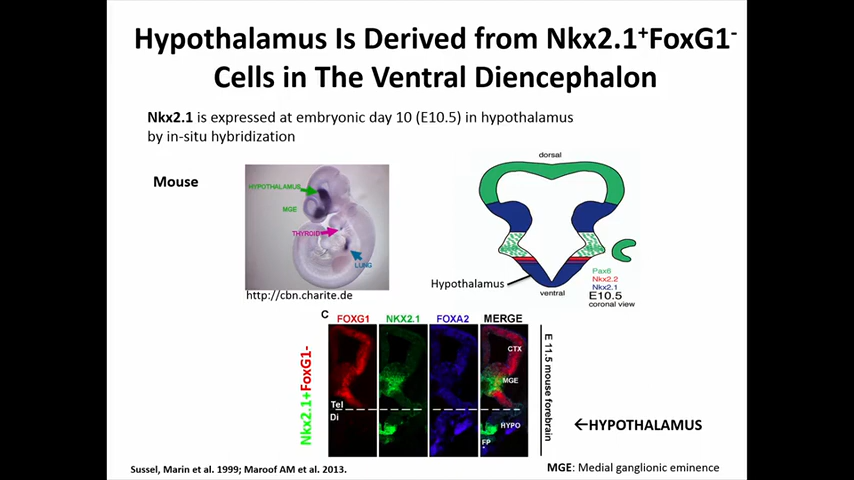 Hypothalamus Is Derived from Nkx2.1+FoxG1-
Cells in The Ventral Diencephalon
Nkx2.1 is expressed at embryonic day 10 (E10.5) in hypothalamus
by in-situ hybridization
Mouse
HYPOTHALAMUS
MGE
THYROID
LUNG
http://cbn.charite.de
dorsal
Hypothalamus
ventral
Pax6
Nkx2.2
Nkx2.1
E10.5
coronal view
C
FOXG1 NKX2.1 FOXA2 MERGE
Nkx2.1+FoxG1-
CTX
MGE
Tel
Di
HYPO
FP
E 11.5 mouse forebrain
←HYPOTHALAMUS
Sussel, Marin et al. 1999; Maroof AM et al. 2013.
MGE: Medial ganglionic eminence